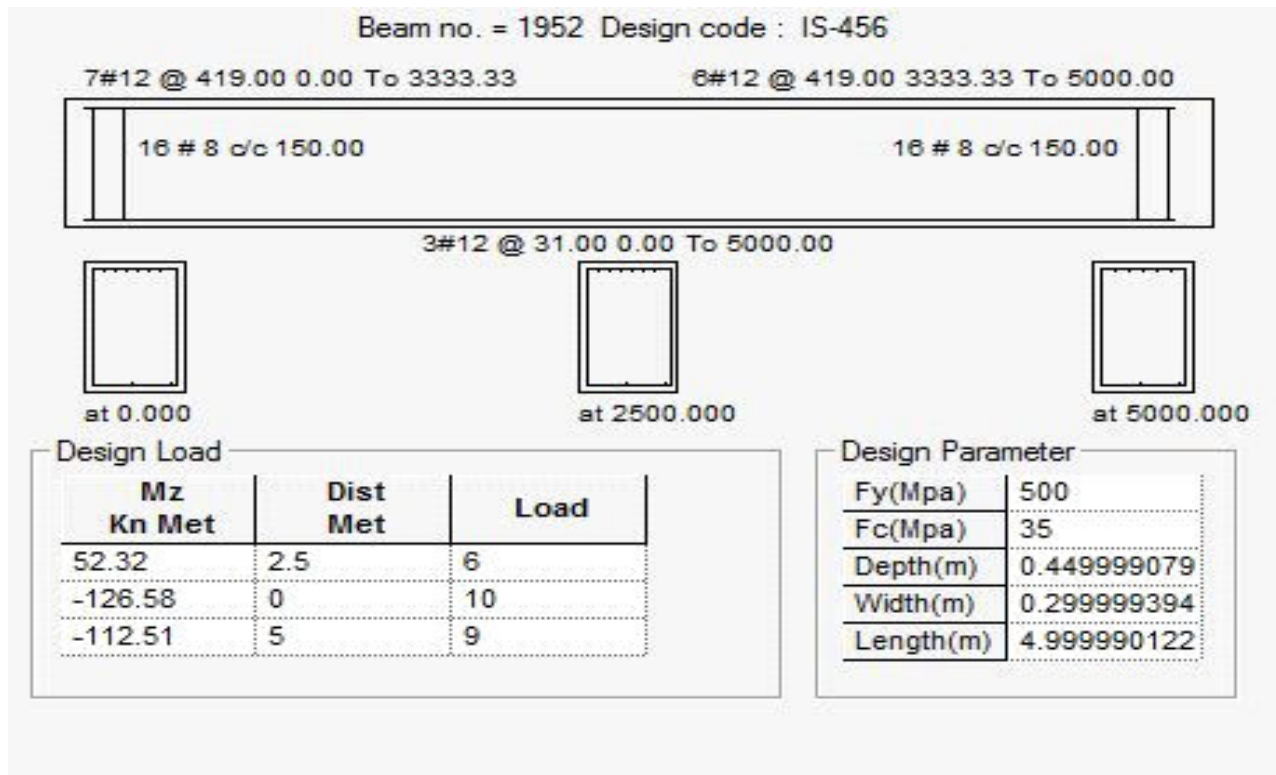 Beam no. = 1952 Design code : IS-456
7#12 @ 419.00 0.00 To 3333.33 6#12 @ 419.00 3333.33 To 5000.00
16 # 8 c/c 150.00 16 # 8 c/c 150.00
3#12 @ 31.00 0.00 To 5000.00
at 0.000 at 2500.000 at 5000.000
Design Load
Mz Dist Load
Kn Met Met
52.32 2.5 6
-126.58 0 10
-112.51 5 9
Design Parameter
Fy(Mpa) 500
Fc(Mpa) 35
Depth(m) 0.449999079
Width(m) 0.299999394
Length(m) 4.999990122